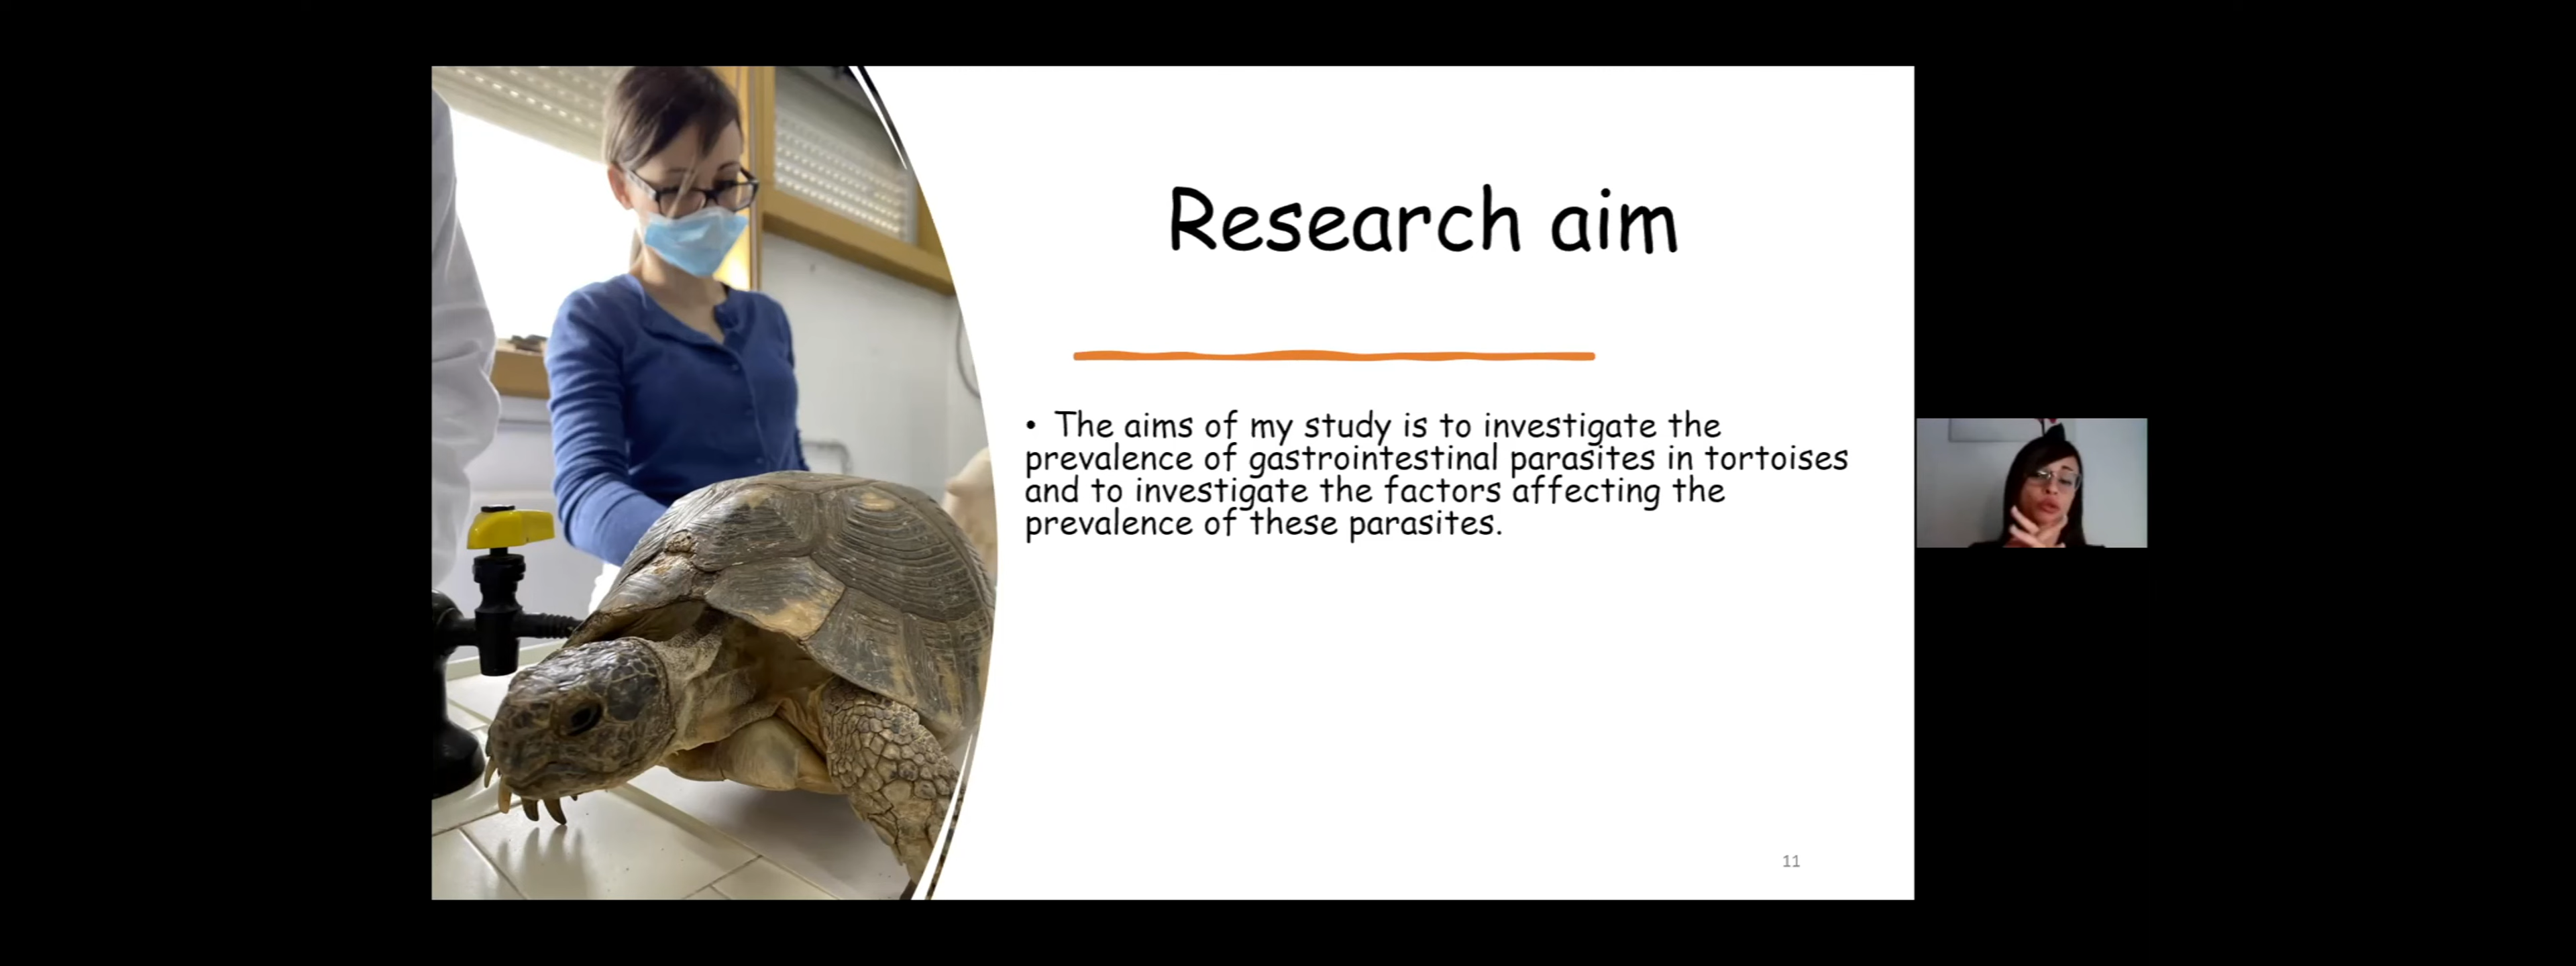 Research aim
• The aims of my study is to investigate the
prevalence of gastrointestinal parasites in tortoises
and to investigate the factors affecting the
prevalence of these parasites.
11